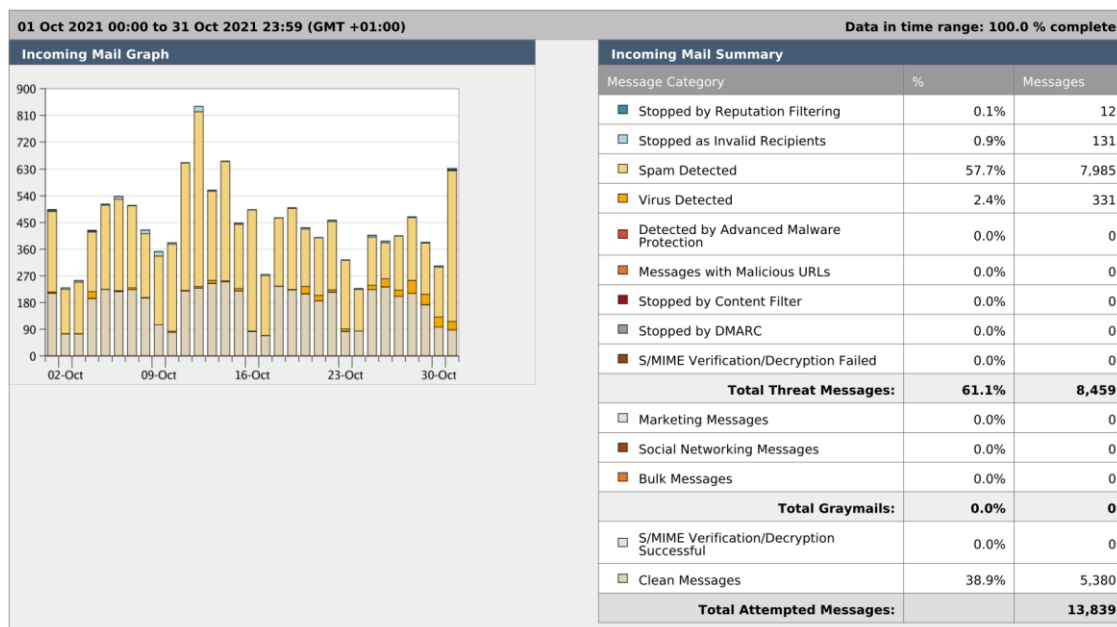 01 Oct 2021 00:00 to 31 Oct 2021 23:59 (GMT +01:00)
Data in time range: 100.0 % complete
Incoming Mail Graph
900
810
720
630
540
450
360
270
180
90
0
02-Oct 09-Oct 16-Oct 23-Oct 30-Oct
Incoming Mail Summary
Message Category % Messages
Stopped by Reputation Filtering 0.1% 12
Stopped as Invalid Recipients 0.9% 131
Spam Detected 57.7% 7,985
Virus Detected 2.4% 331
Detected by Advanced Malware
Protection 0.0% 0
Messages with Malicious URLs 0.0% 0
Stopped by Content Filter 0.0% 0
Stopped by DMARC 0.0% 0
S/MIME Verification/Decryption Failed 0.0% 0
Total Threat Messages: 61.1% 8,459
Marketing Messages 0.0% 0
Social Networking Messages 0.0% 0
Bulk Messages 0.0% 0
Total Graymails: 0.0% 0
S/MIME Verification/Decryption
Successful 0.0% 0
Clean Messages 38.9% 5,380
Total Attempted Messages: 13,839